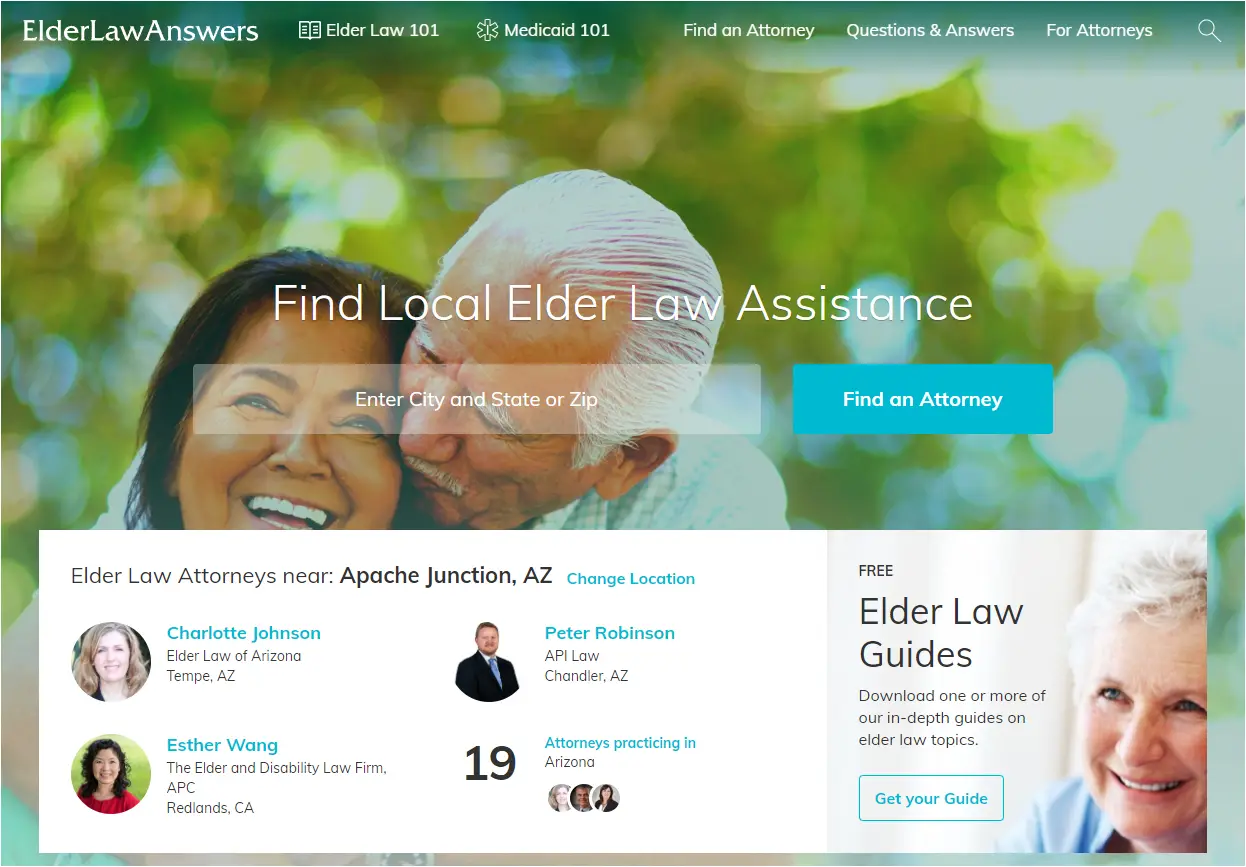 ElderLawAnswers
Elder Law 101
Medicaid 101
Find an Attorney
Questions & Answers
For Attorneys
Find Local Elder Law Assistance
Enter City and State or Zip
Find an Attorney
Elder Law Attorneys near: Apache Junction, AZ Change Location
Charlotte Johnson
Elder Law of Arizona
Tempe, AZ
Peter Robinson
API Law
Chandler, AZ
Esther Wang
The Elder and Disability Law Firm,
APC
Redlands, CA
19
Attorneys practicing in
Arizona
FREE
Elder Law
Guides
Download one or more of
our in-depth guides on
elder law topics.
Get your Guide